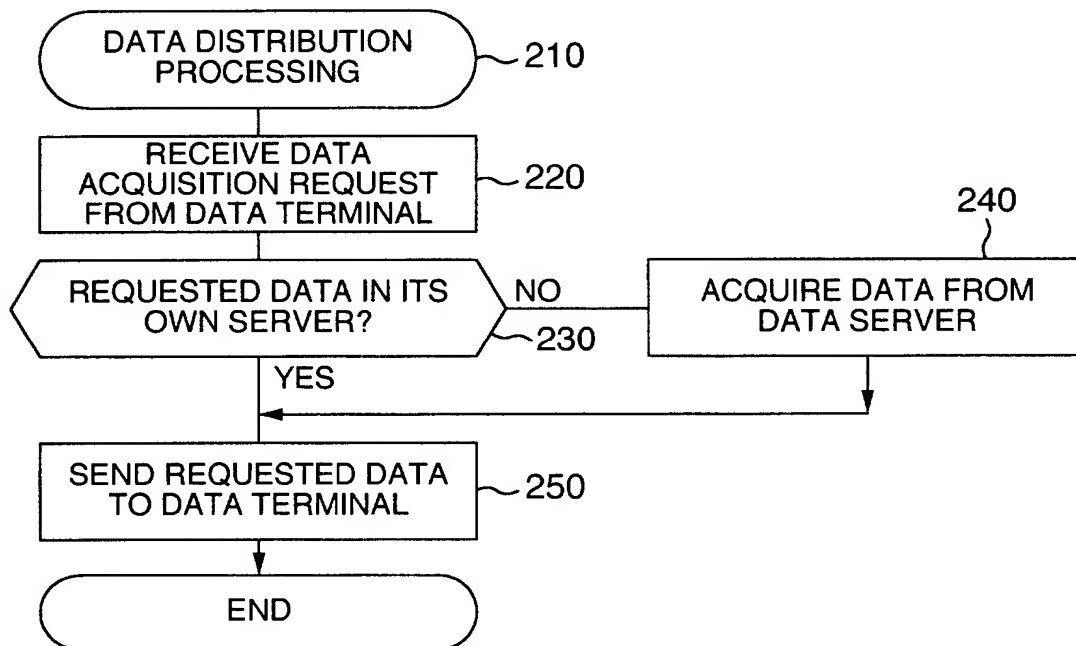 DATA DISTRIBUTION
PROCESSING
210
RECEIVE DATA
ACQUISITION REQUEST
FROM DATA TERMINAL
220
240
REQUESTED DATA IN ITS
OWN SERVER?
NO
230
ACQUIRE DATA FROM
DATA SERVER
YES
SEND REQUESTED DATA
TO DATA TERMINAL
250
END